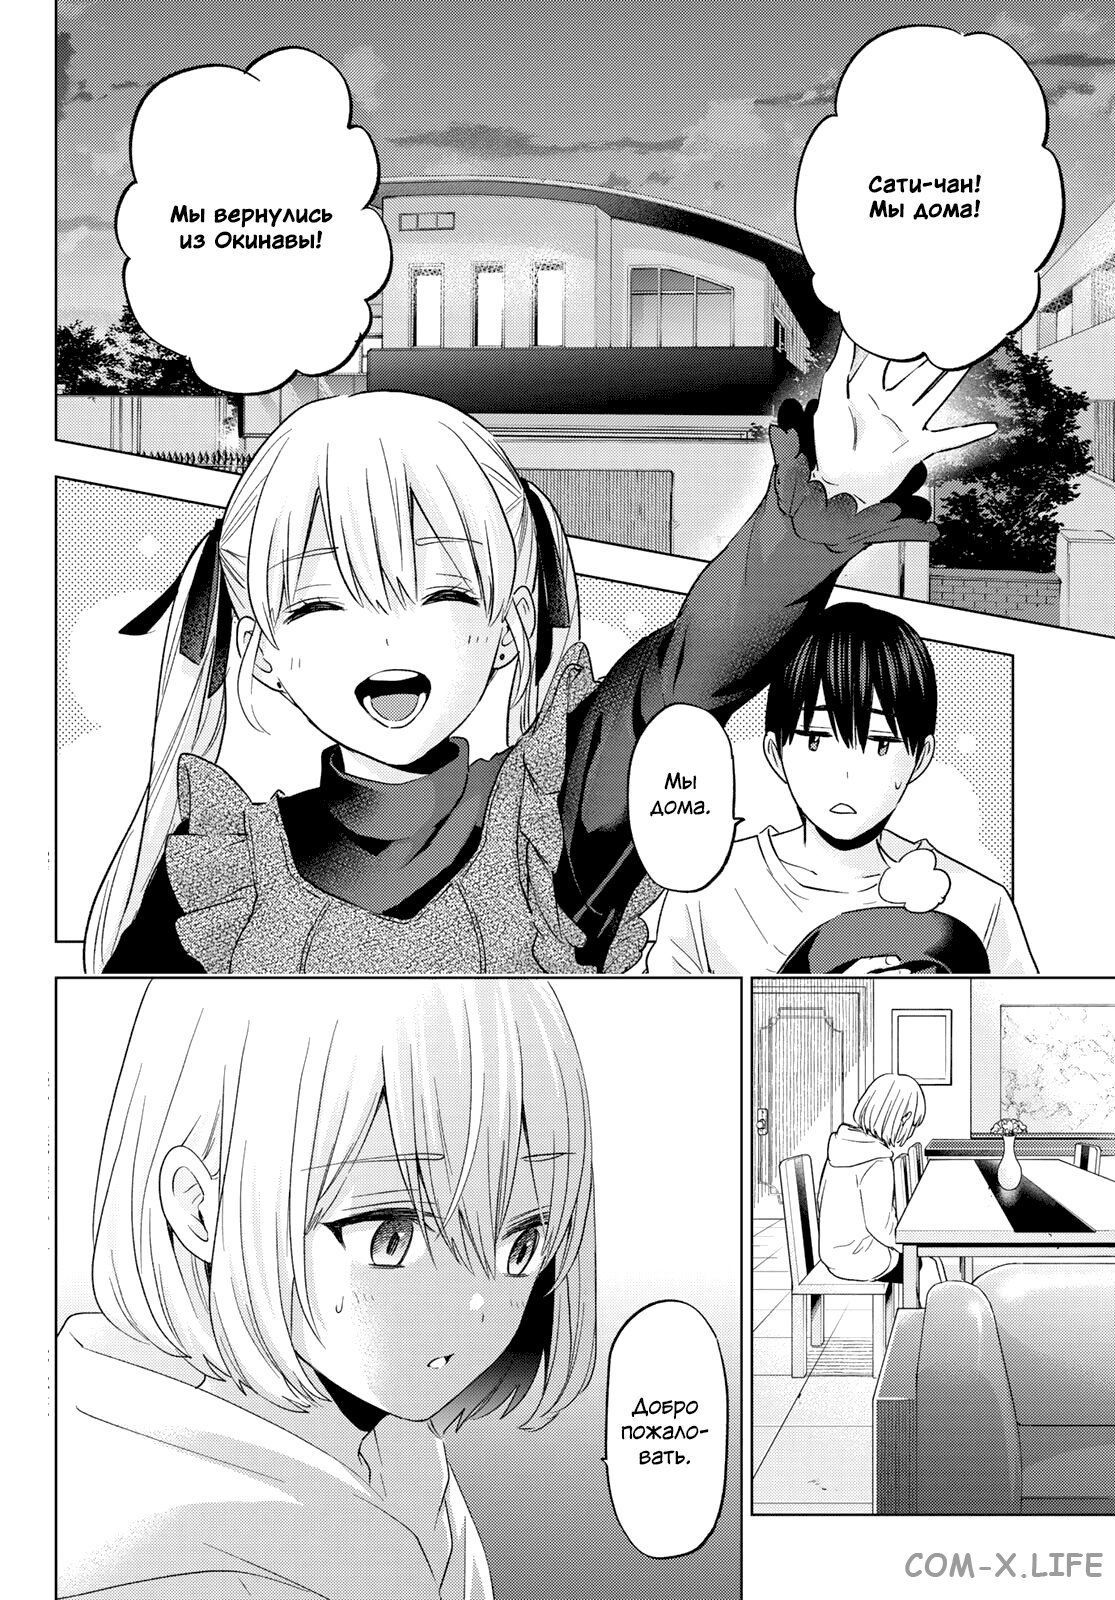 Сати-чан!
Мы дома!
Мы вернулись
из Окинавы!
Мы
дома.
Добро
пожало-
вать.
COM-X.LIFE